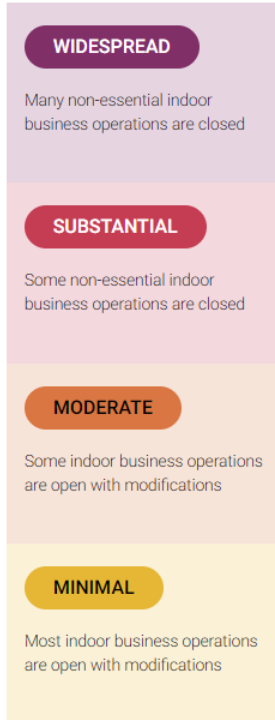 WIDESPREAD
Many non-essential indoor
business operations are closed
SUBSTANTIAL
Some non-essential indoor
business operations are closed
MODERATE
Some indoor business operations
are open with modifications
MINIMAL
Most indoor business operations
are open with modifications